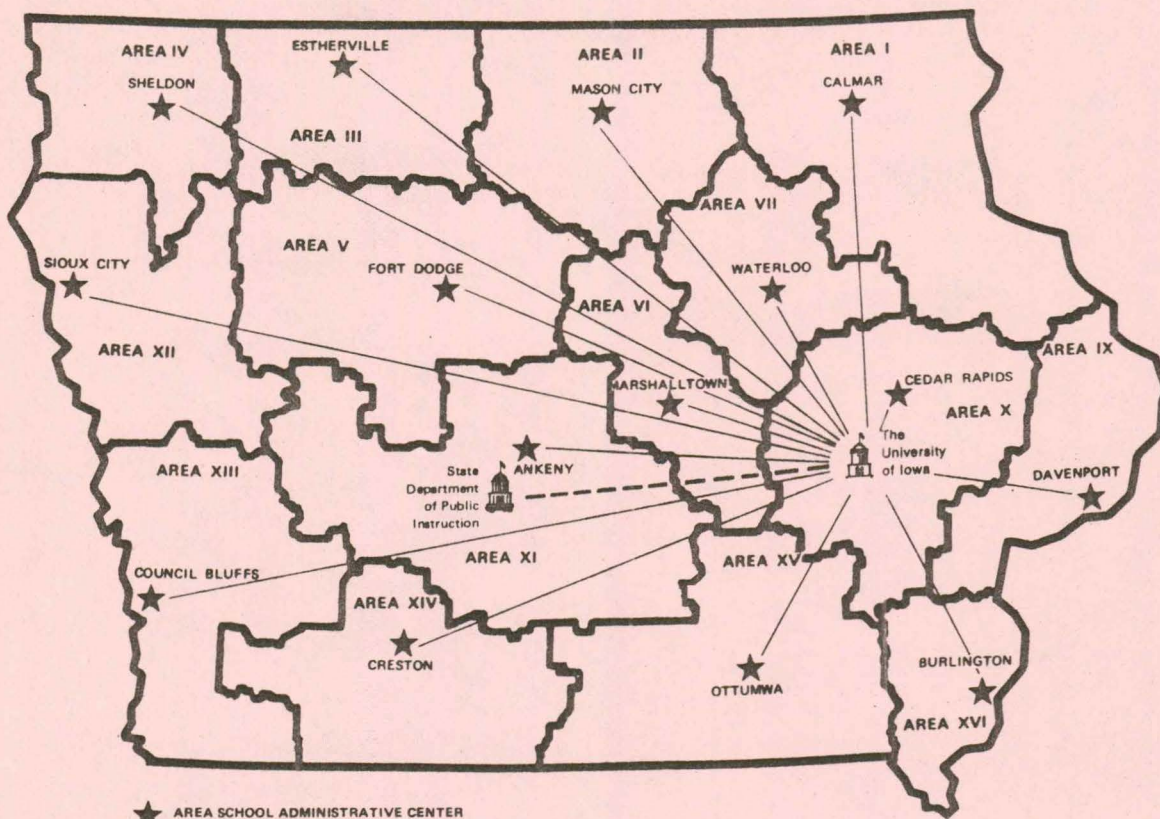 AREA IV
ESTHERVILLE
AREA II
AREA I
SHELDON
MASON CITY
CALMAR
AREA III
AREA VII
AREA V
SIOUX CITY
FORT DODGE
WATERLOO
AREA VI
AREA XII
AREA IX
MARSHALLTOWN
CEDAR RAPIDS
AREA X
The
University
of Iowa
AREA XIII
State
Department
of Public
Instruction
ANKENY
DAVENPORT
AREA XI
AREA XV
COUNCIL BLUFFS
AREA XIV
CRESTON
OTTUMWA
BURLINGTON
AREA XVI
AREA SCHOOL ADMINISTRATIVE CENTER